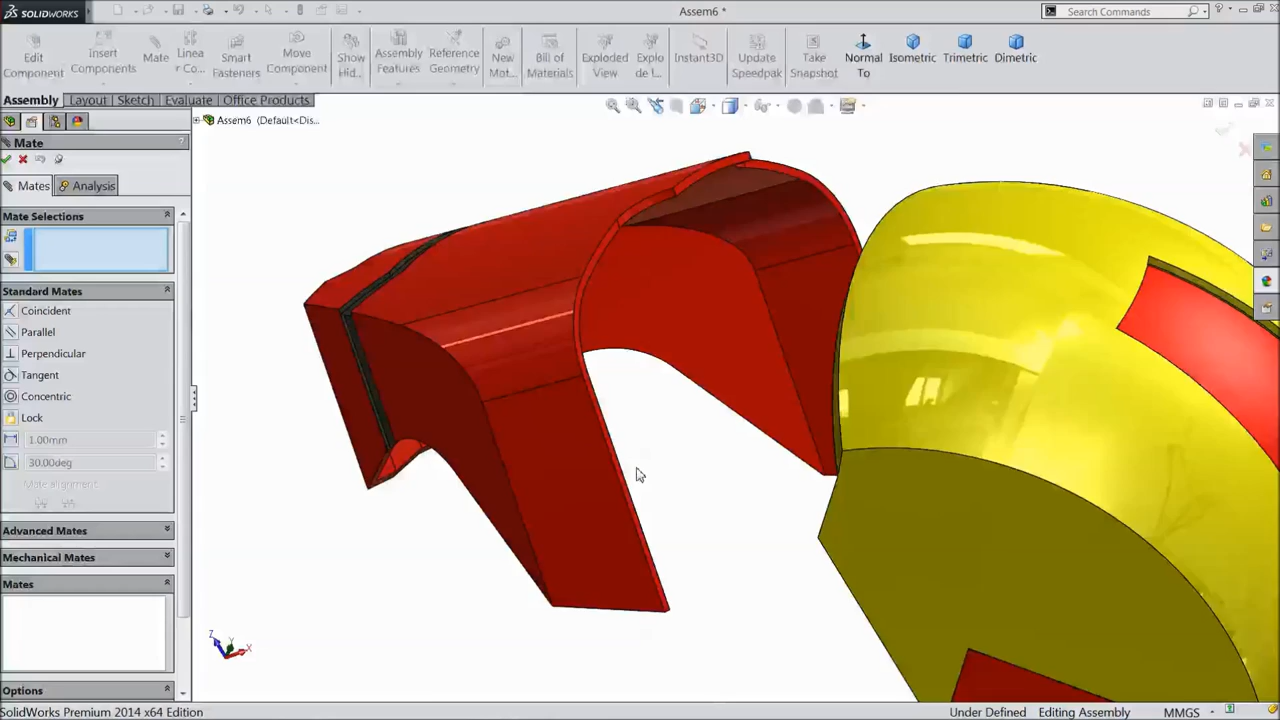 SOLIDWORKS
Assem6 *
Search Commands
Edit
Component
Insert
Components
Mate
Linea
r Co...
Smart
Fasteners
Move
Component
Show
Hid...
Assembly
Features
Reference
Geometry
New
Mot...
Bill of
Materials
Exploded
View
Explo
de l...
Instant3D
Update
Speedpak
Take
Snapshot
Normal
To
Isometric
Trimetric
Dimetric
Assembly
Layout
Sketch
Evaluate
Office Products
Assem6 (Default<Dis...
Mate
Mates
Analysis
Mate Selections
Standard Mates
Coincident
Parallel
Perpendicular
Tangent
Concentric
Lock
1.00mm
30.00deg
Mate alignment:
Advanced Mates
Mechanical Mates
Mates
Options
Z
Y
X
SolidWorks Premium 2014 x64 Edition
Under Defined
Editing Assembly
MMGS